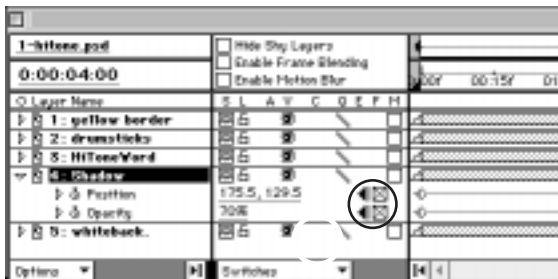 1-hitone.psd
Hide Shy Layers
Enable Frame Blending
Enable Motion Blur
0:00:04:00
:00f 00:15f 01
Layer Name S L A V C Q E F M
1: yellow border
2: drumsticks
3: HiToneWord
4: Shadow
Position 175.5, 129.5
Opacity 70%
5: whiteback.
Options Switches